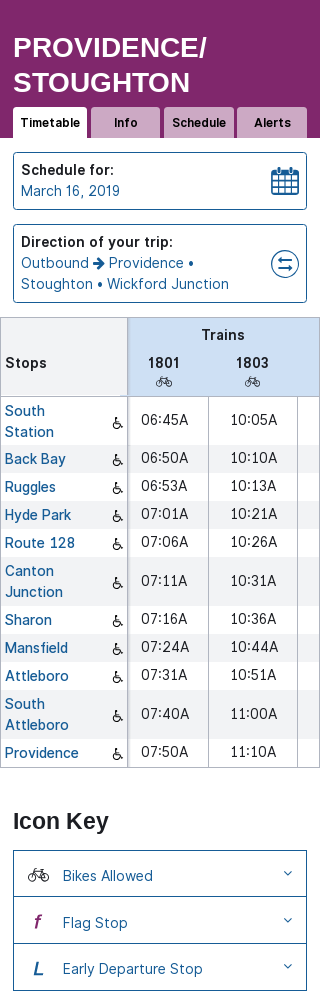 PROVIDENCE/
STOUGHTON
Timetable Info Schedule Alerts
Schedule for:
March 16, 2019
Direction of your trip:
Outbound → Providence •
Stoughton • Wickford Junction
Trains
Stops 1801 1803
South
Station 06:45A 10:05A
Back Bay 06:50A 10:10A
Ruggles 06:53A 10:13A
Hyde Park 07:01A 10:21A
Route 128 07:06A 10:26A
Canton
Junction 07:11A 10:31A
Sharon 07:16A 10:36A
Mansfield 07:24A 10:44A
Attleboro 07:31A 10:51A
South
Attleboro 07:40A 11:00A
Providence 07:50A 11:10A
Icon Key
Bikes Allowed
f Flag Stop
L Early Departure Stop